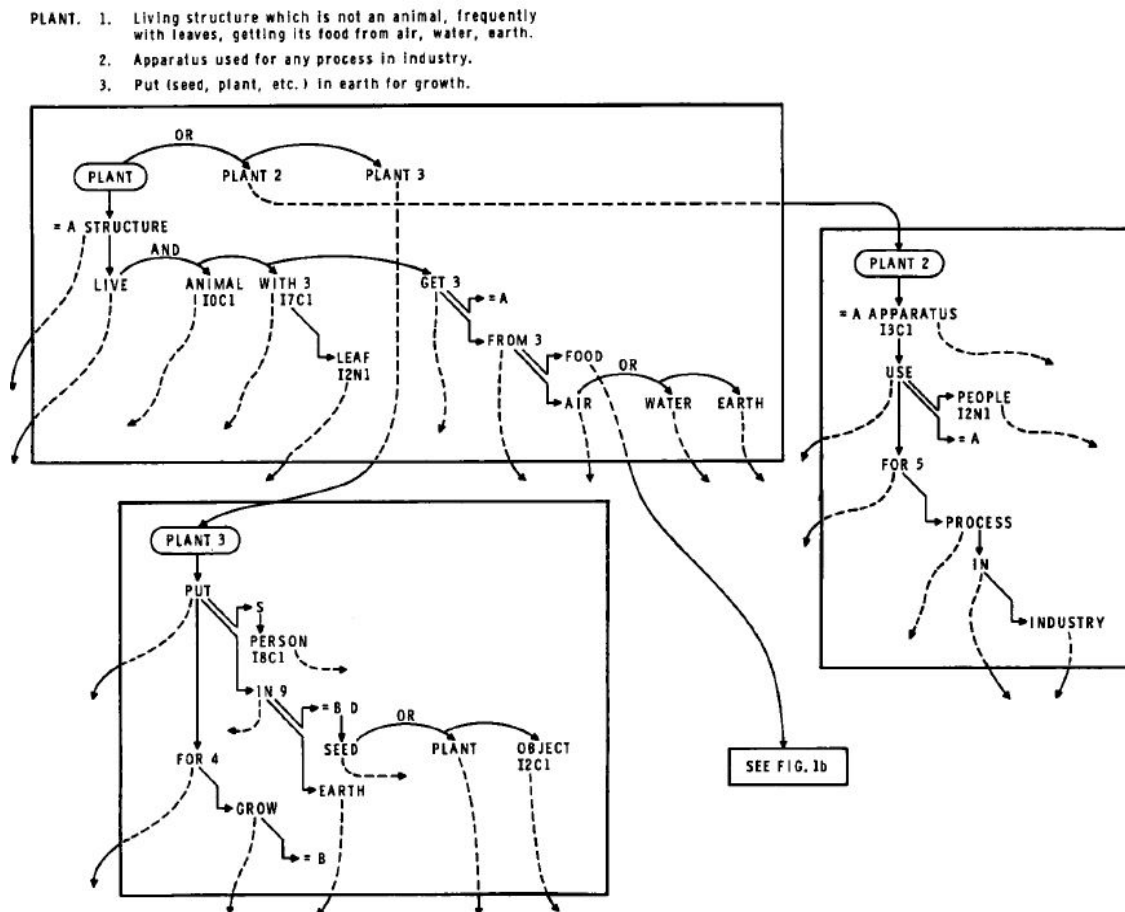 PLANT. 1. Living structure which is not an animal, frequently
with leaves, getting its food from air, water, earth.
2. Apparatus used for any process in industry.
3. Put (seed, plant, etc.) in earth for growth.
OR
PLANT PLANT 2 PLANT 3
= A STRUCTURE
AND
LIVE ANIMAL WITH 3 GET 3
I0C1 I7C1
= A
FROM 3
LEAF FOOD
I2N1
OR
AIR WATER EARTH
PLANT 2
= A APPARATUS
I3C1
USE
PEOPLE
I2N1
= A
FOR 5
PROCESS
IN
INDUSTRY
PLANT 3
PUT
S
PERSON
I8C1
IN 9
= B D
OR
SEED PLANT OBJECT
I2C1
FOR 4
EARTH
GROW
= B
SEE FIG. 1b